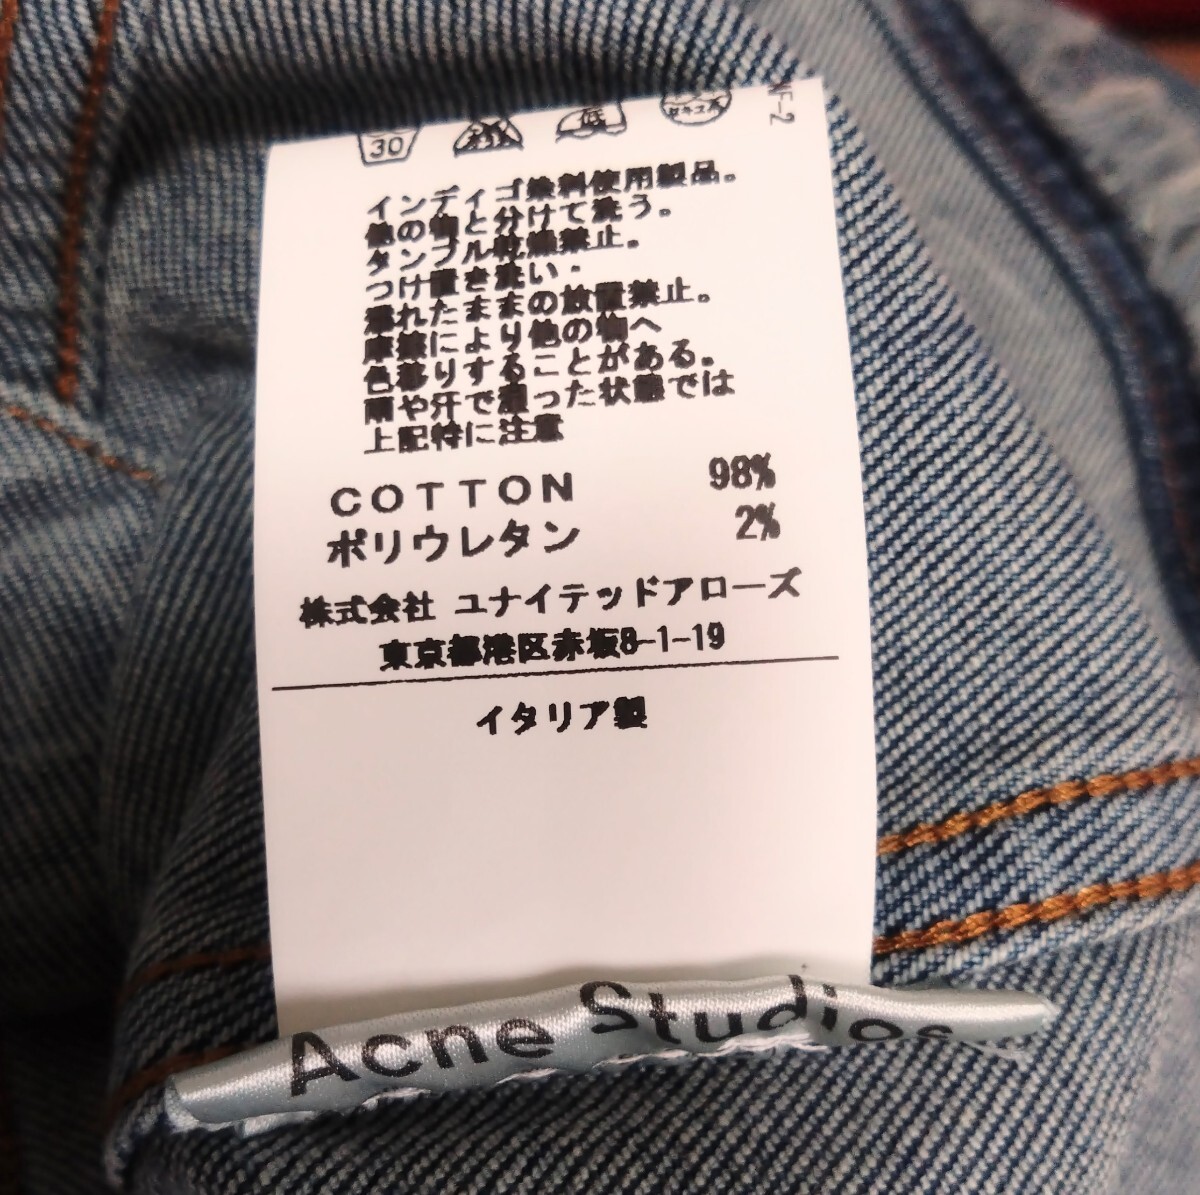 30
低
NF-2
インディゴ染料使用製品。
他の物と分けて洗う。
タンブル乾燥禁止。
つけ置き洗い・
濡れたままの放置禁止。
摩擦により他の物へ
色移りすることがある。
雨や汗で湿った状態では
上記特に注意
COTTON 98%
ポリウレタン 2%
株式会社 ユナイテッドアローズ
東京都港区赤坂8-1-19
イタリア製
Acne Studios